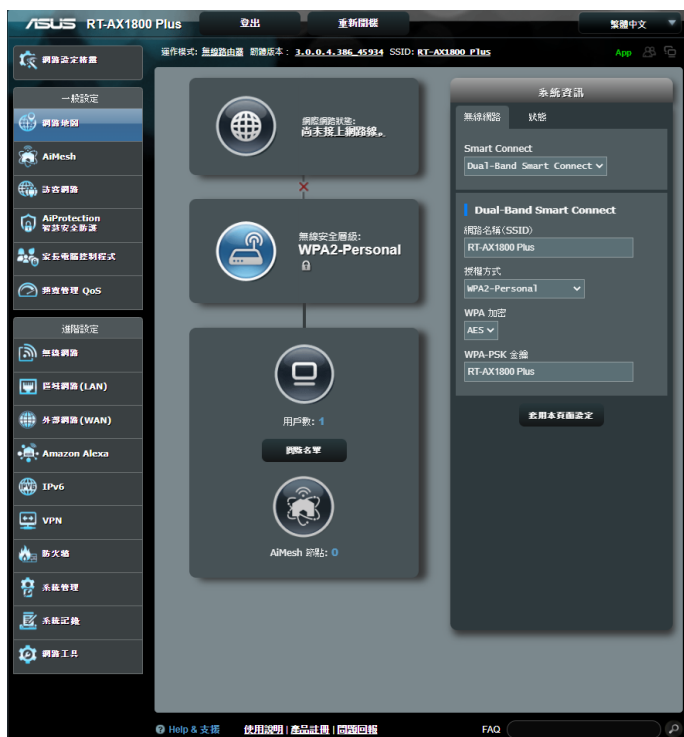 ASUS RT-AX1800 Plus 登出 重新開機 繁體中文
運作模式: 無線路由器 韌體版本: 3.0.0.4.386_45934 SSID: RT-AX1800_Plus App
網路設定精靈
一般設定
網路地圖
AiMesh
訪客網路
AiProtection
智慧安全防護
家長電腦控制程式
頻寬管理 QoS
進階設定
無線網路
區域網路 (LAN)
外部網路 (WAN)
Amazon Alexa
IPv6
VPN
防火牆
系統管理
系統記錄
網路工具
網際網路狀態:
尚未接上網路線。
無線安全層級:
WPA2-Personal
用戶數: 1
瀏覽名單
AiMesh 節點: 0
系統資訊
無線網路 狀態
Smart Connect
Dual-Band Smart Connect
Dual-Band Smart Connect
網路名稱(SSID)
RT-AX1800 Plus
授權方式
WPA2-Personal
WPA 加密
AES
WPA-PSK 金鑰
RT-AX1800 Plus
套用本頁面設定
Help & 支援 使用說明 | 產品註冊 | 問題回報 FAQ